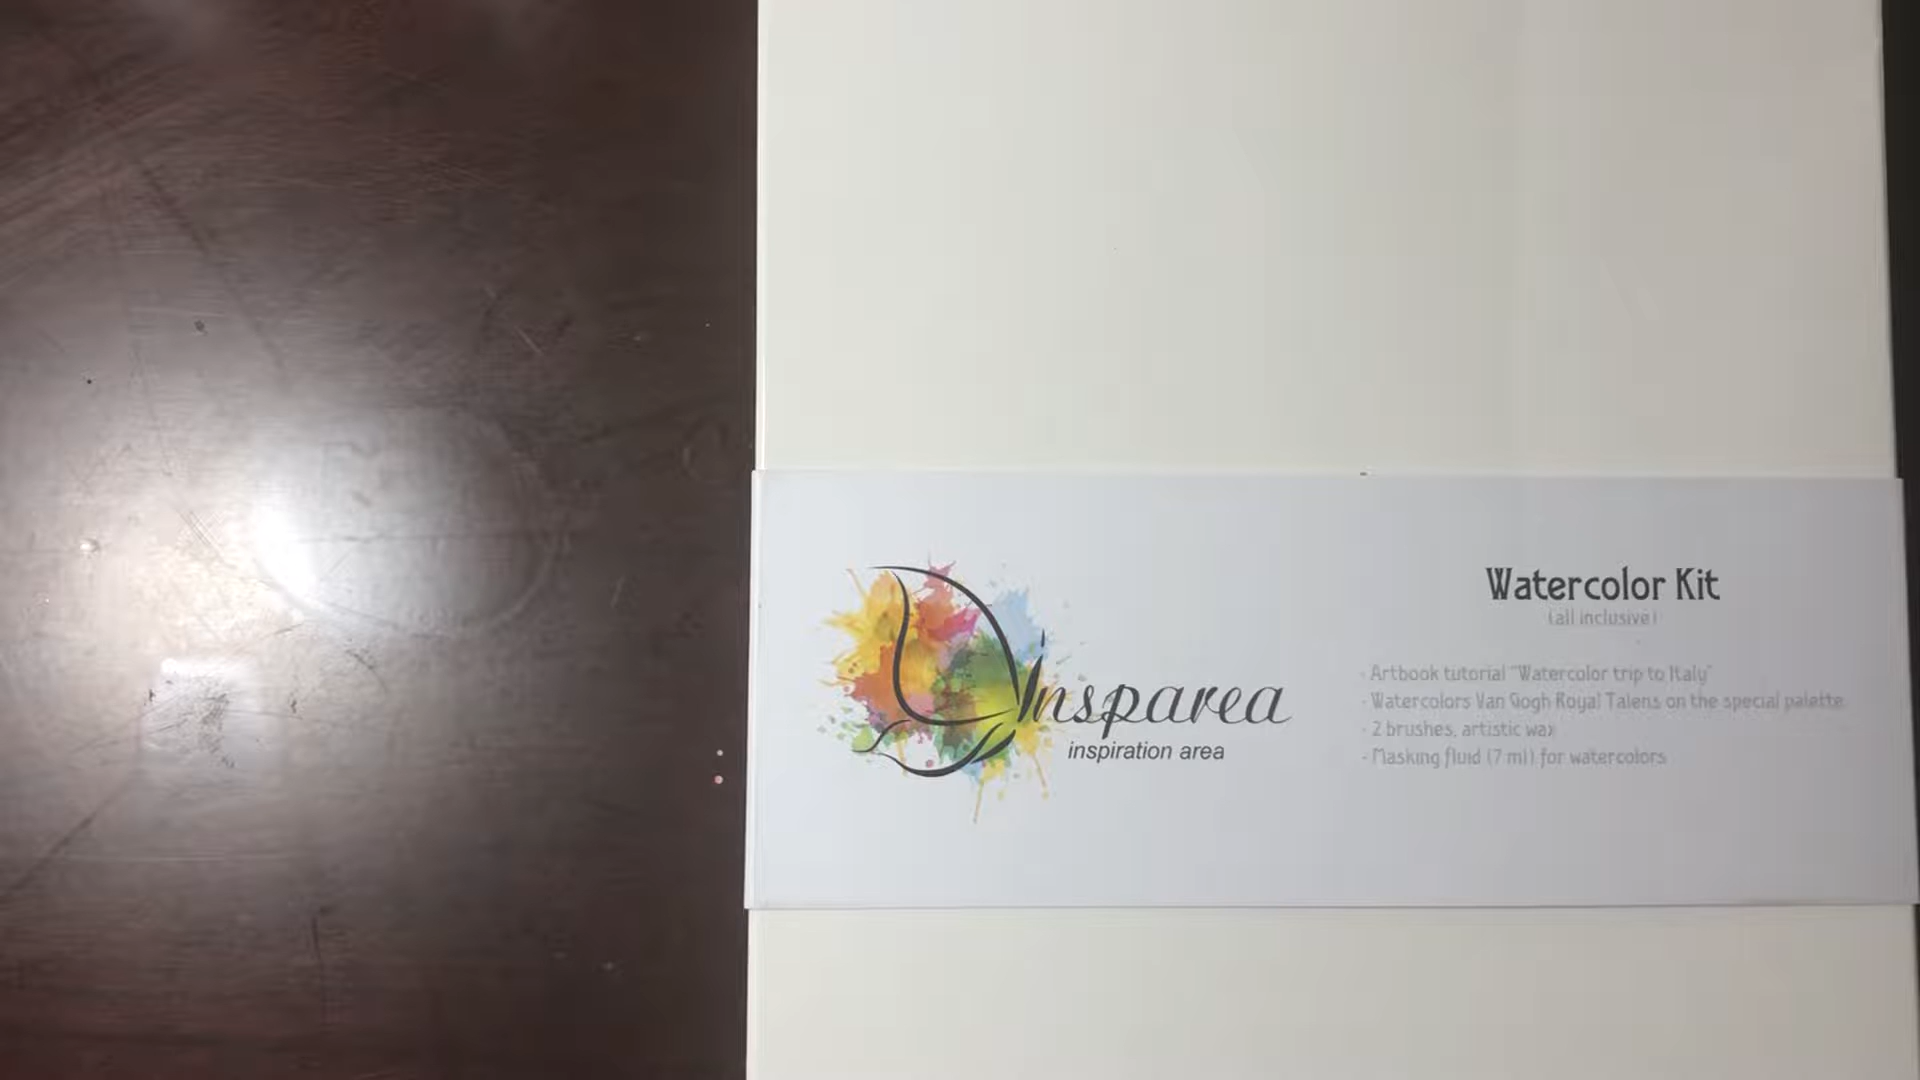 Insparea
inspiration area
Watercolor Kit
(all inclusive)
- Artbook tutorial "Watercolor trip to Italy"
- Watercolors Van Gogh Royal Talens on the special palette
- 2 brushes, artistic wax
- Masking fluid (7 ml) for watercolors